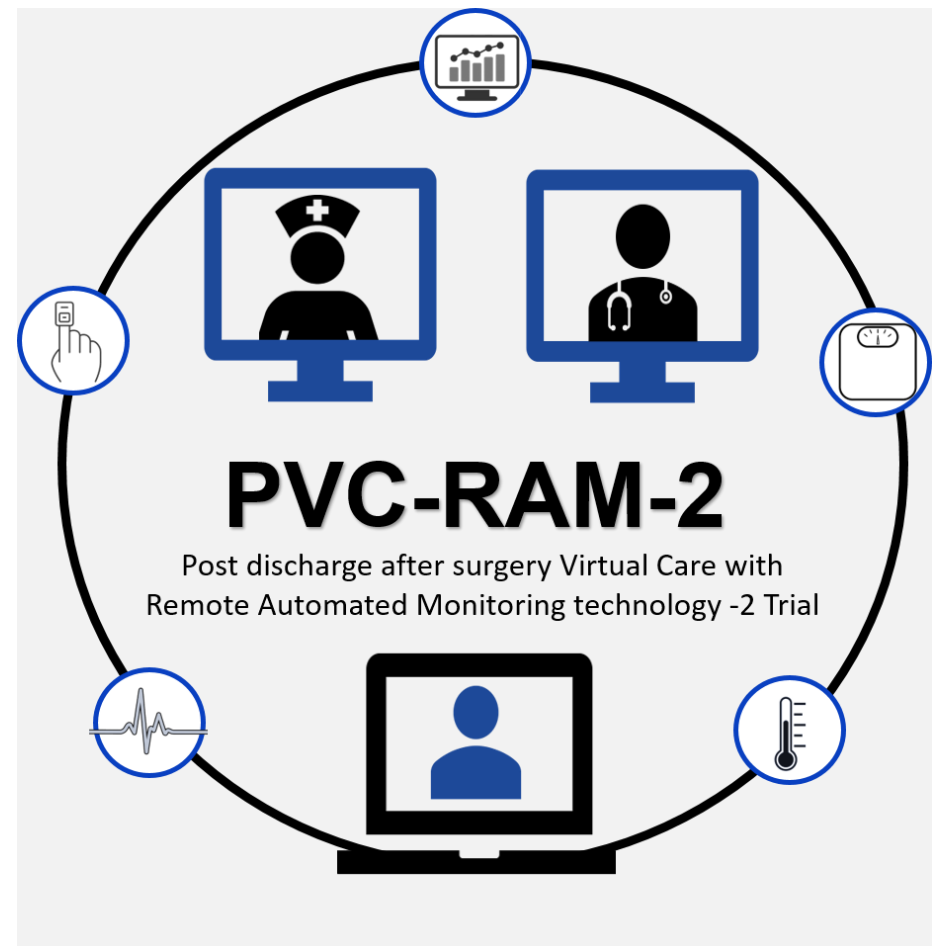 PVC-RAM-2
Post discharge after surgery Virtual Care with
Remote Automated Monitoring technology -2 Trial